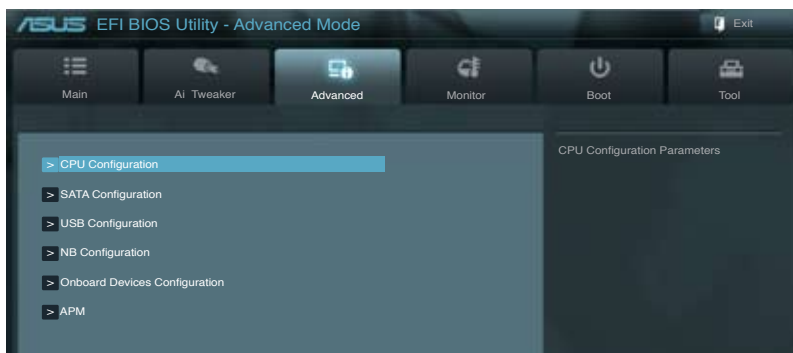 ASUS EFI BIOS Utility - Advanced Mode
Exit
Main
Ai Tweaker
Advanced
Monitor
Boot
Tool
> CPU Configuration
> SATA Configuration
> USB Configuration
> NB Configuration
> Onboard Devices Configuration
> APM
CPU Configuration Parameters